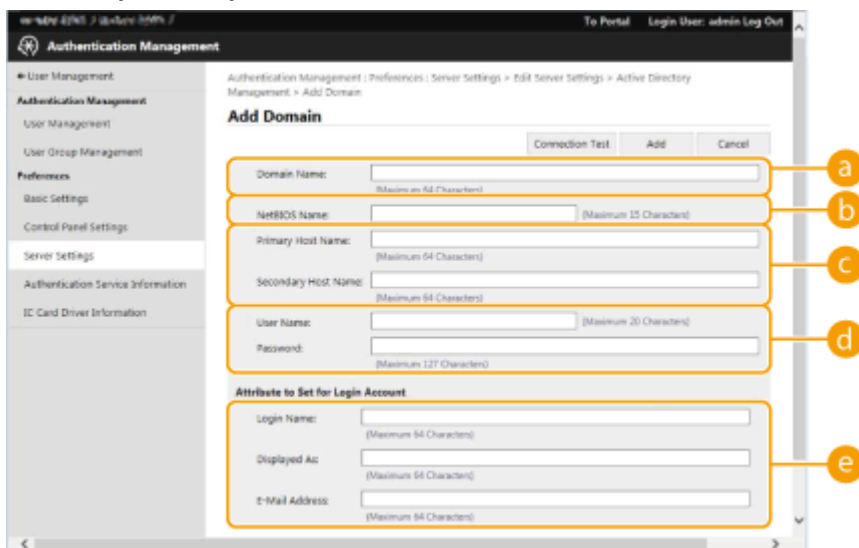 To Portal Login User: admin Log Out
Authentication Management
User Management
Authentication Management : Preferences : Server Settings > Edit Server Settings > Active Directory
Management > Add Domain
Authentication Management
User Management
User Group Management
Preferences
Basic Settings
Control Panel Settings
Server Settings
Authentication Service Information
IC Card Driver Information
Add Domain
Connection Test Add Cancel
Domain Name:
(Maximum 64 Characters)
a
NetBIOS Name: (Maximum 15 Characters)
b
Primary Host Name:
(Maximum 64 Characters)
Secondary Host Name:
(Maximum 64 Characters)
c
User Name: (Maximum 20 Characters)
Password:
(Maximum 127 Characters)
d
Attribute to Set for Login Account
Login Name:
(Maximum 64 Characters)
Displayed As:
(Maximum 64 Characters)
E-Mail Address:
(Maximum 64 Characters)
e